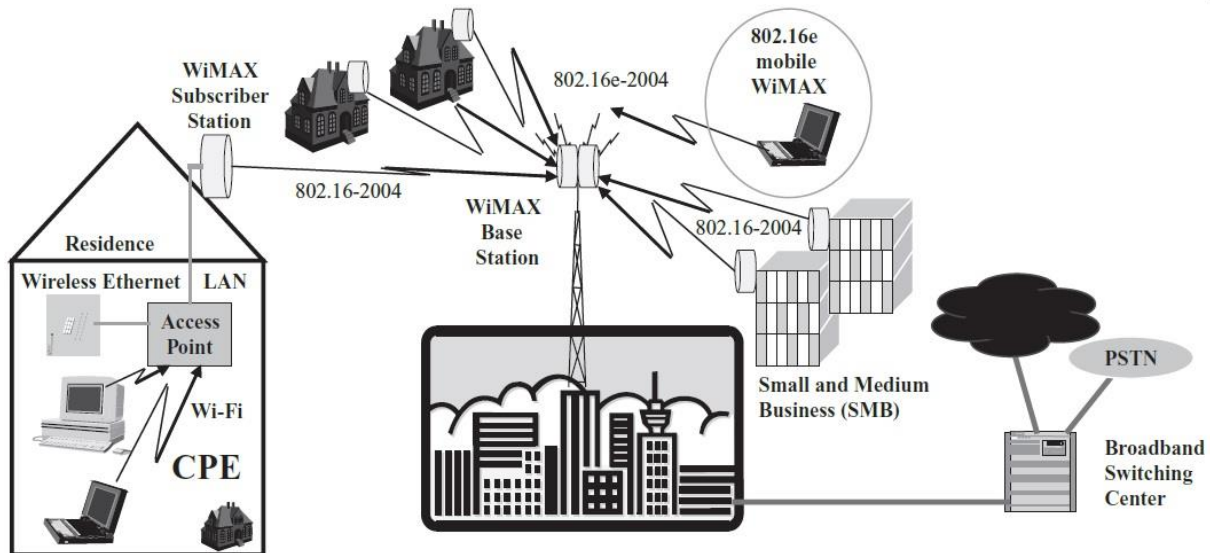 WiMAX
Subscriber
Station
802.16e-2004
802.16e
mobile
WiMAX
802.16-2004
WiMAX
Base
Station
802.16-2004
Residence
Wireless Ethernet LAN
Access
Point
Wi-Fi
CPE
Small and Medium
Business (SMB)
PSTN
Broadband
Switching
Center